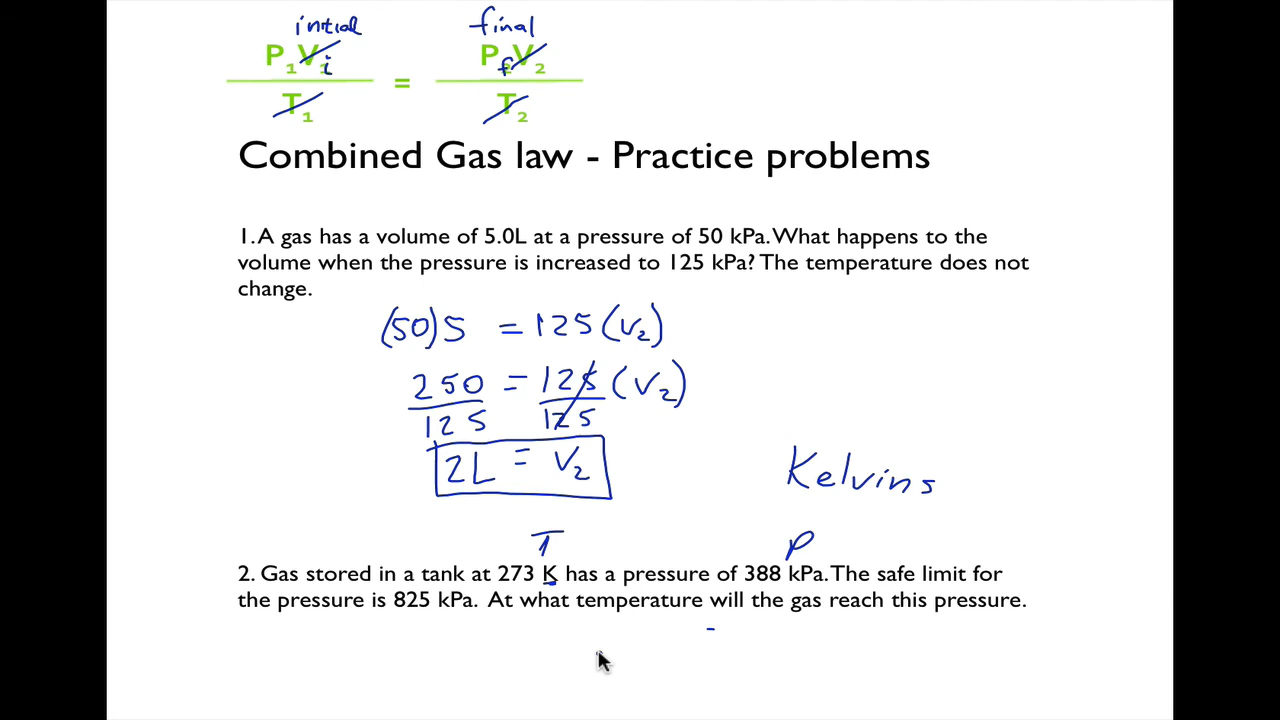 initial final
P₁V₁ i = P₂V₂ f
T₁ T₂
Combined Gas law - Practice problems
1. A gas has a volume of 5.0L at a pressure of 50 kPa. What happens to the
volume when the pressure is increased to 125 kPa? The temperature does not
change.
(50)5 = 125(V₂)
250 = 125(V₂)
125 125
2L = V₂
Kelvins
T P
2. Gas stored in a tank at 273 K has a pressure of 388 kPa. The safe limit for
the pressure is 825 kPa. At what temperature will the gas reach this pressure.